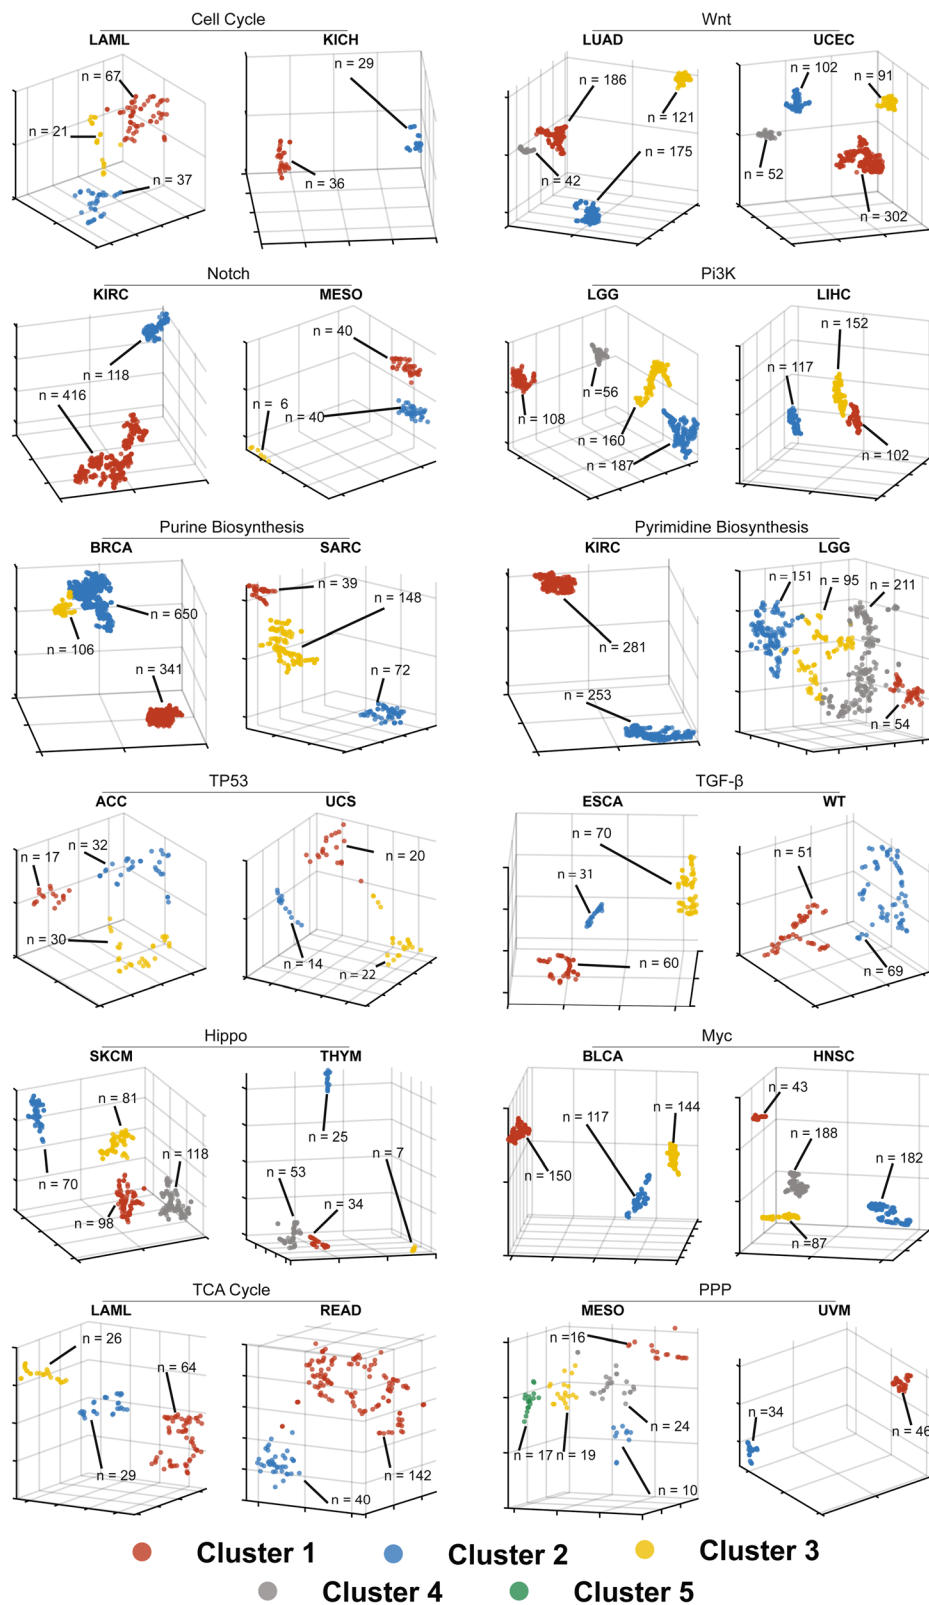 Cell Cycle
Wnt
LAML
KICH
LUAD
UCEC
n = 67
n = 21
n = 37
n = 29
n = 36
n = 186
n = 121
n = 175
n = 42
n = 102
n = 91
n = 52
n = 302
Notch
Pi3K
KIRC
MESO
LGG
LIHC
n = 118
n = 416
n = 40
n = 6
n = 40
n =56
n = 108
n = 160
n = 187
n = 152
n = 117
n = 102
Purine Biosynthesis
Pyrimidine Biosynthesis
BRCA
SARC
KIRC
LGG
n = 650
n = 106
n = 341
n = 39
n = 148
n = 72
n = 281
n = 253
n = 151
n = 95
n = 211
n = 54
TP53
TGF-β
ACC
UCS
ESCA
WT
n = 17
n = 32
n = 30
n = 20
n = 14
n = 22
n = 70
n = 31
n = 60
n = 51
n = 69
Hippo
Myc
SKCM
THYM
BLCA
HNSC
n = 81
n = 118
n = 70
n = 98
n = 25
n = 7
n = 53
n = 34
n = 144
n = 117
n = 150
n = 43
n = 188
n = 182
n =87
TCA Cycle
PPP
LAML
READ
MESO
UVM
n = 26
n = 64
n = 29
n = 142
n = 40
n =16
n = 24
n = 17
n = 19
n = 10
n = 34
n = 46
Cluster 1
Cluster 2
Cluster 3
Cluster 4
Cluster 5